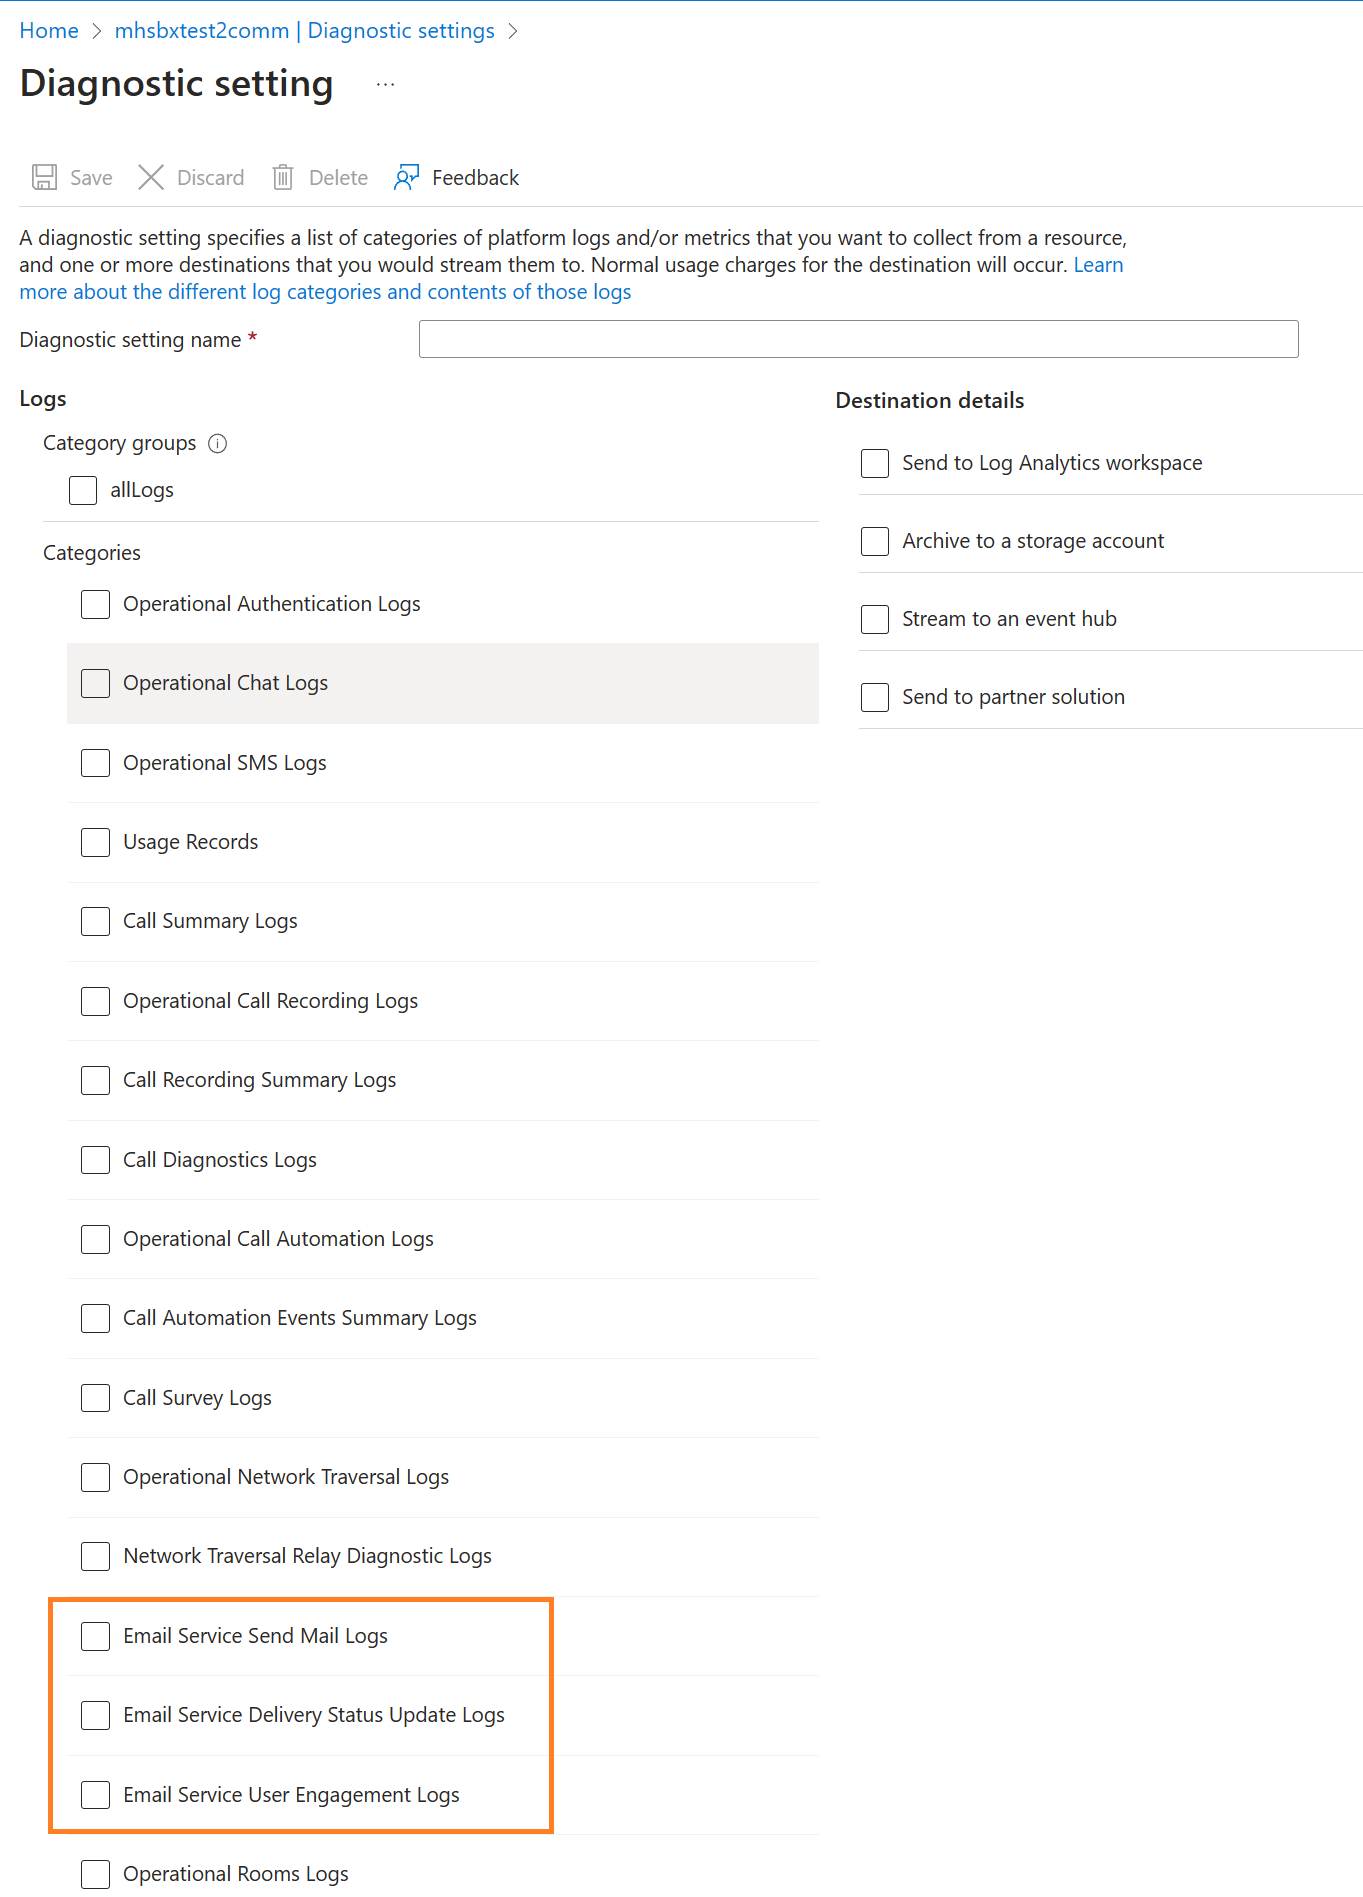 Home > mhsbxtest2comm | Diagnostic settings >
Diagnostic setting ...
Save Discard Delete Feedback
A diagnostic setting specifies a list of categories of platform logs and/or metrics that you want to collect from a resource,
and one or more destinations that you would stream them to. Normal usage charges for the destination will occur. Learn
more about the different log categories and contents of those logs
Diagnostic setting name *
Logs
Category groups
allLogs
Categories
Operational Authentication Logs
Operational Chat Logs
Operational SMS Logs
Usage Records
Call Summary Logs
Operational Call Recording Logs
Call Recording Summary Logs
Call Diagnostics Logs
Operational Call Automation Logs
Call Automation Events Summary Logs
Call Survey Logs
Operational Network Traversal Logs
Network Traversal Relay Diagnostic Logs
Email Service Send Mail Logs
Email Service Delivery Status Update Logs
Email Service User Engagement Logs
Operational Rooms Logs
Destination details
Send to Log Analytics workspace
Archive to a storage account
Stream to an event hub
Send to partner solution